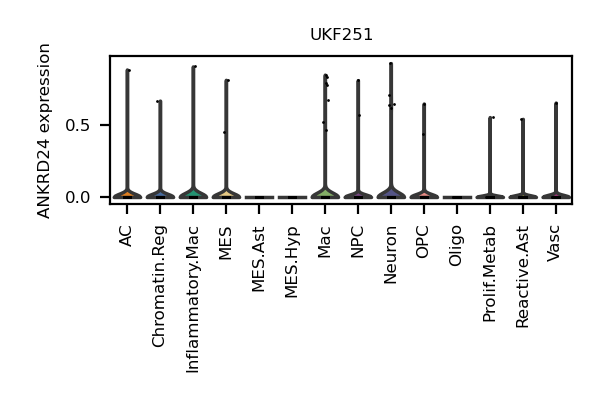 UKF251
ANKRD24 expression
0.5
0.0
AC
Chromatin.Reg
Inflammatory.Mac
MES
MES.Ast
MES.Hyp
Mac
NPC
Neuron
OPC
Oligo
Prolif.Metab
Reactive.Ast
Vasc